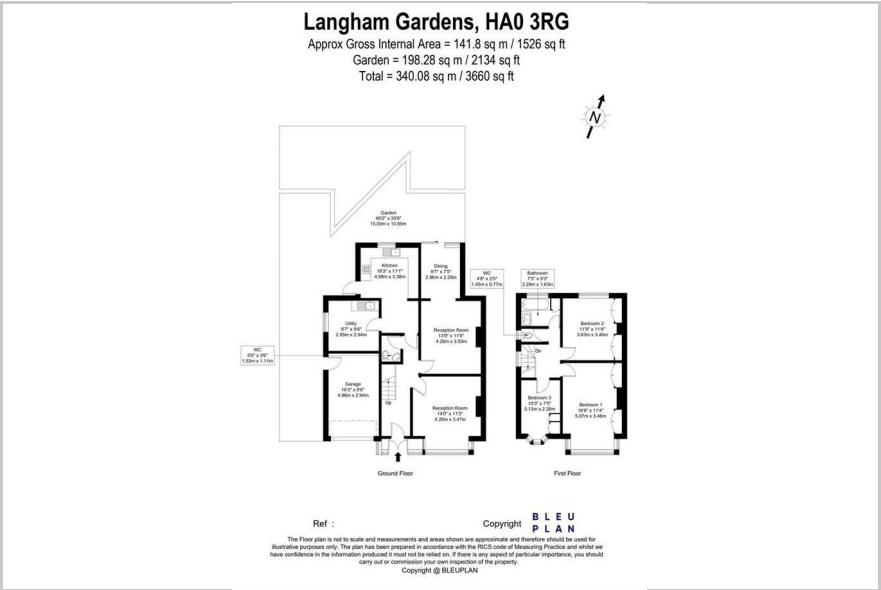 Langham Gardens, HA0 3RG
Approx Gross Internal Area = 141.8 sq m / 1526 sq ft
Garden = 198.28 sq m / 2134 sq ft
Total = 340.08 sq m / 3660 sq ft
N
Garden
49'2" x 35'6"
15.00m x 10.85m
Kitchen
16'3" x 11'1"
4.98m x 3.38m
Dining
9'7" x 7'5"
2.96m x 2.28m
WC
4'8" x 2'5"
1.45m x 0.77m
Bathroom
7'5" x 5'3"
2.28m x 1.63m
Utility
9'7" x 9'6"
2.95m x 2.94m
Reception Room
13'9" x 11'5"
4.26m x 3.50m
Bedroom 2
11'9" x 11'4"
3.63m x 3.46m
Dn
WC
5'0" x 3'6"
1.53m x 1.11m
Garage
16'3" x 9'6"
4.96m x 2.94m
Up
Reception Room
14'0" x 11'3"
4.28m x 3.47m
Bedroom 3
10'3" x 7'5"
3.13m x 2.28m
Bedroom 1
16'6" x 11'4"
5.07m x 3.46m
Ground Floor
First Floor
Ref :
Copyright
BLEU
PLAN
The Floor plan is not to scale and measurements and areas shown are approximate and therefore should be used for
illustrative purposes only. The plan has been prepared in accordance with the RICS code of Measuring Practice and whilst we
have confidence in the information produced it must not be relied on. If there is any aspect of particular importance, you should
carry out or commission your own inspection of the property.
Copyright @ BLEUPLAN